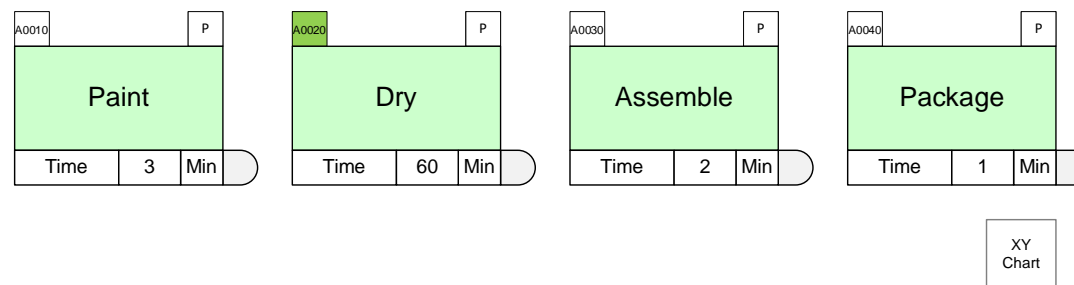 A0010 P A0020 P A0030 P A0040 P
Paint Dry Assemble Package
Time 3 Min Time 60 Min Time 2 Min Time 1 Min
XY
Chart